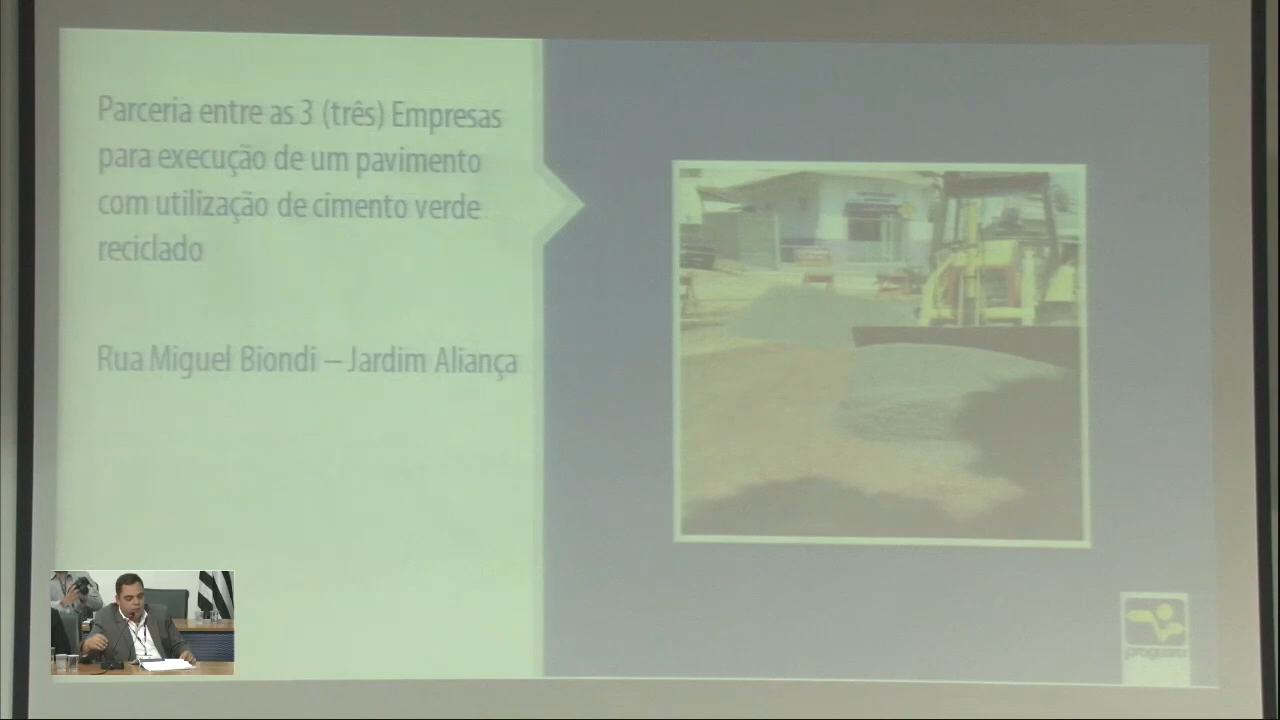 Parceria entre as 3 (três) Empresas
para execução de um pavimento
com utilização de cimento verde
reciclado
Rua Miguel Biondi – Jardim Aliança